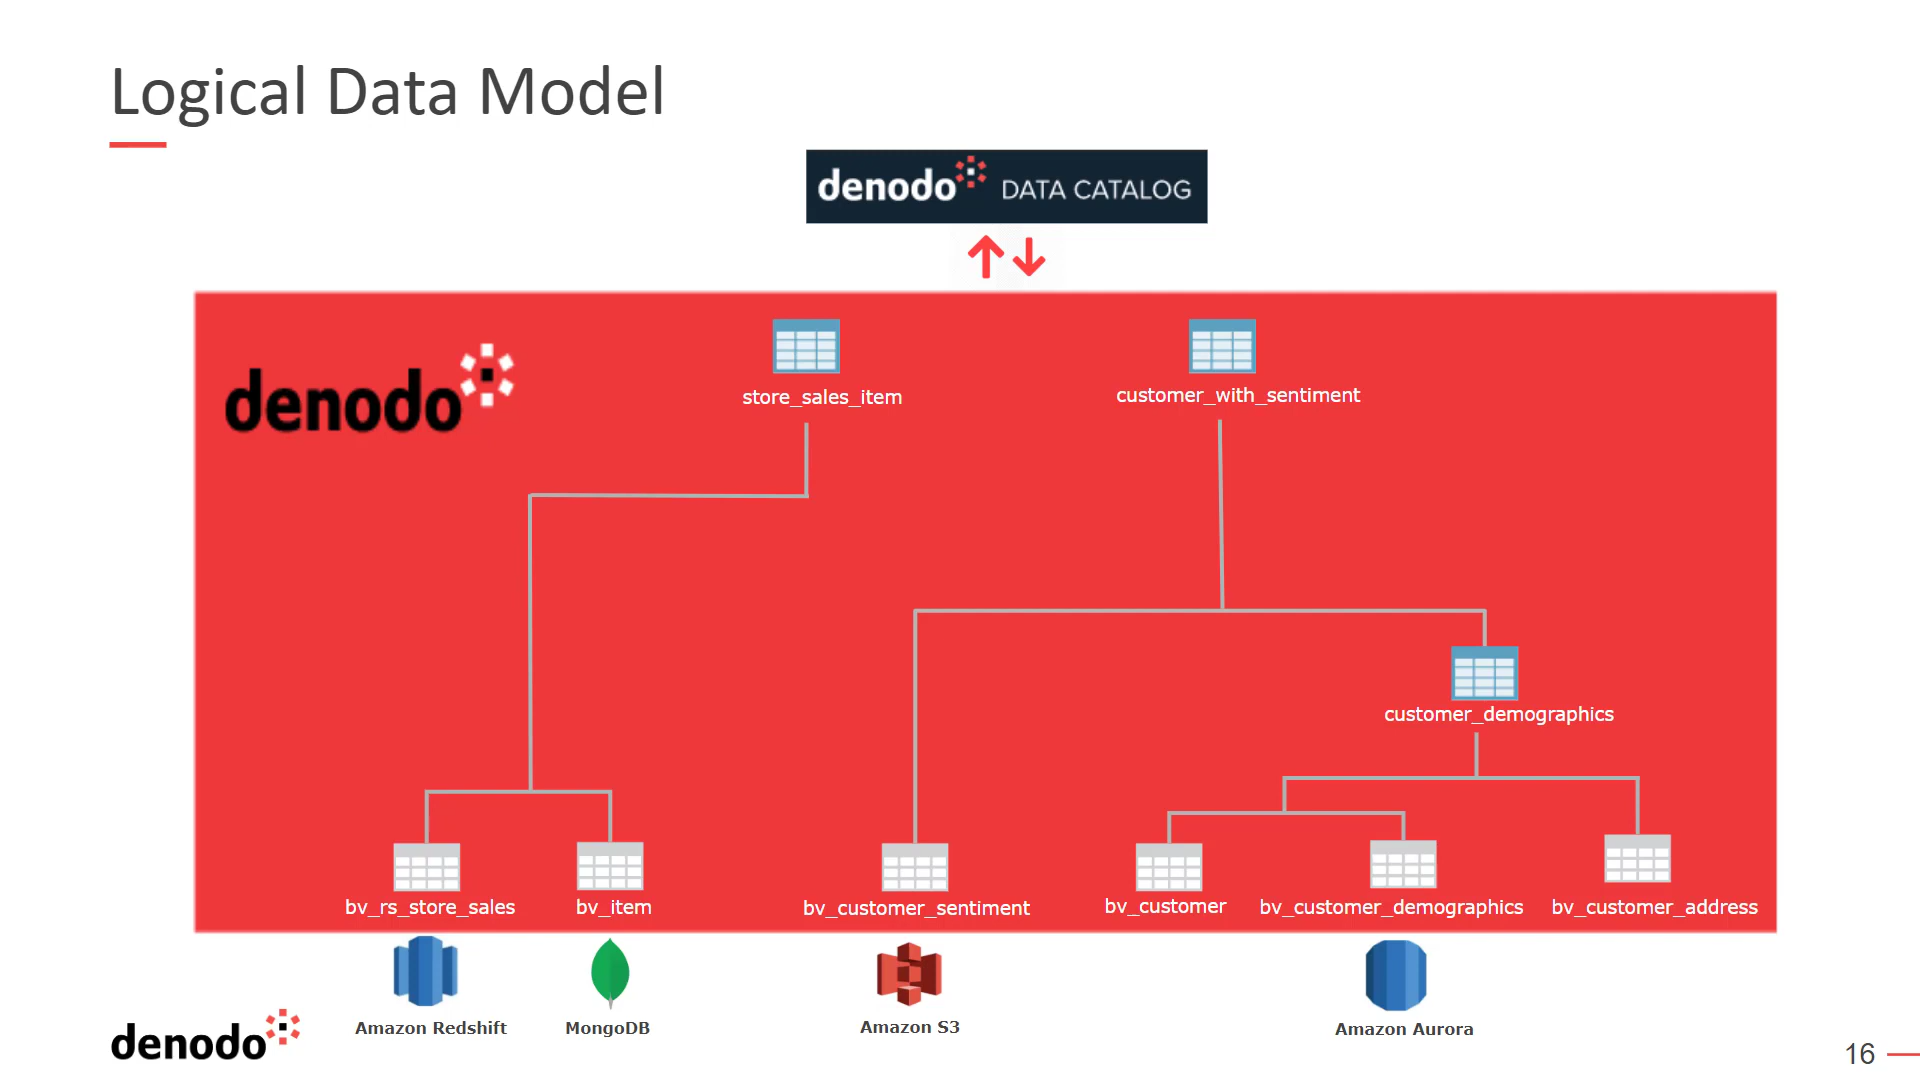 Logical Data Model
denodo DATA CATALOG
denodo
store_sales_item
customer_with_sentiment
customer_demographics
bv_rs_store_sales
bv_item
bv_customer_sentiment
bv_customer
bv_customer_demographics
bv_customer_address
Amazon Redshift
MongoDB
Amazon S3
Amazon Aurora
denodo
16